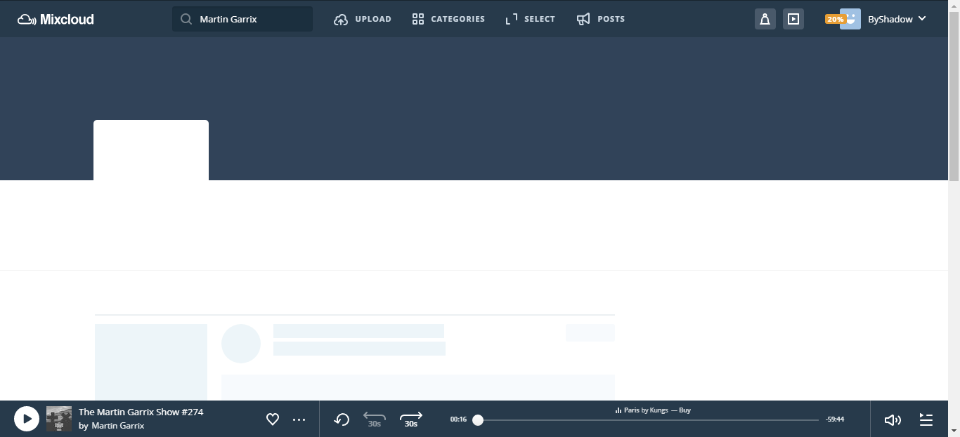 Mixcloud
Martin Garrix
UPLOAD
CATEGORIES
SELECT
POSTS
20%
ByShadow
The Martin Garrix Show #274
by Martin Garrix
30s
30s
00:16
Paris by Kungs — Buy
-59:44